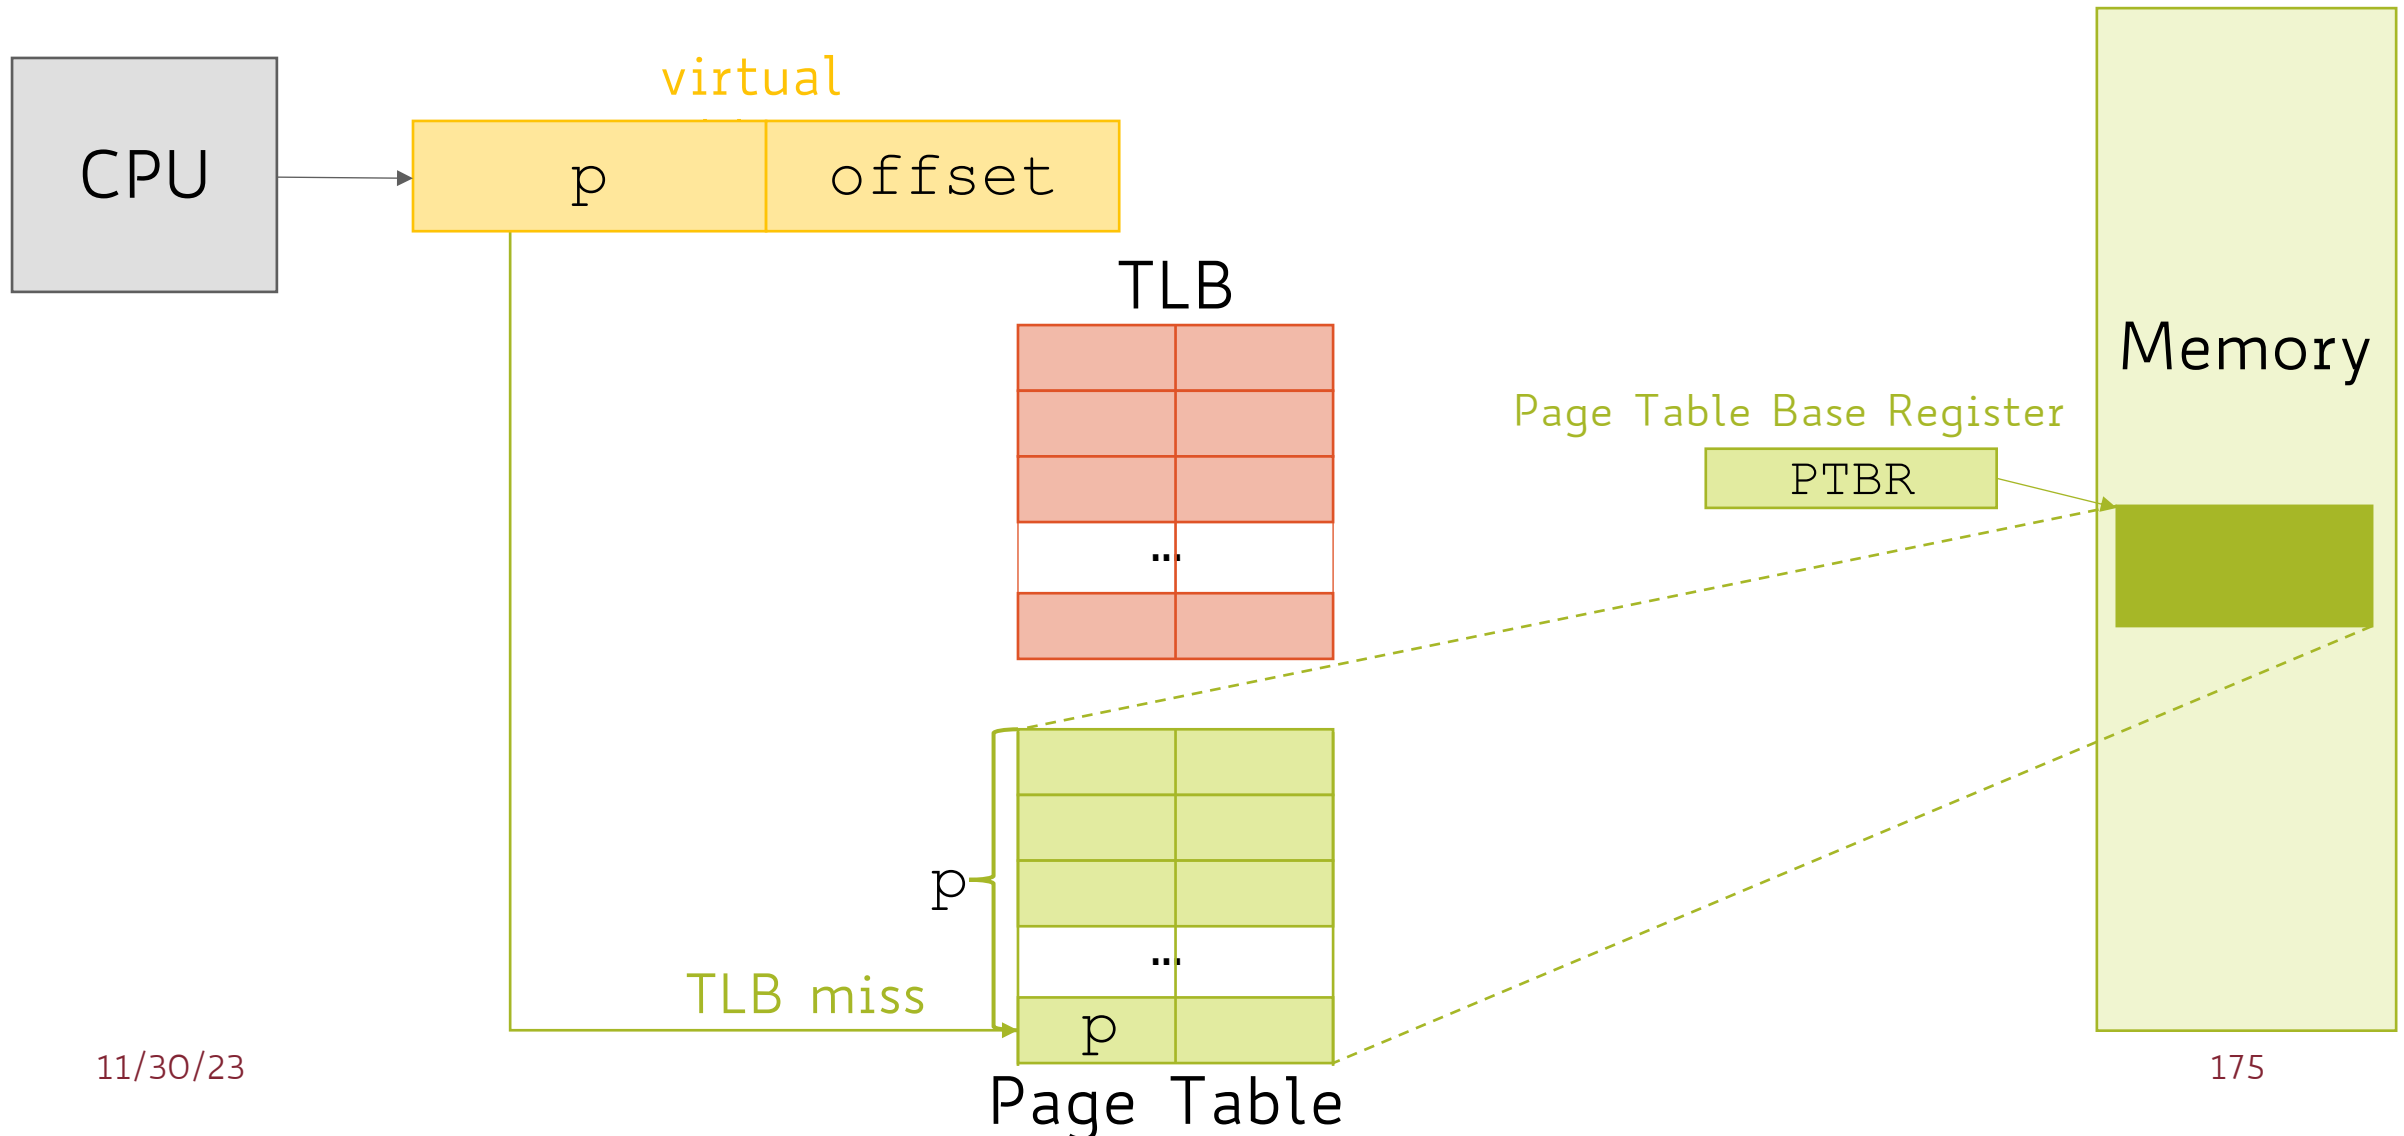 virtual
CPU
p
offset
TLB
Memory
Page Table Base Register
PTBR
…
p
…
TLB miss
p
11/30/23
175
Page Table